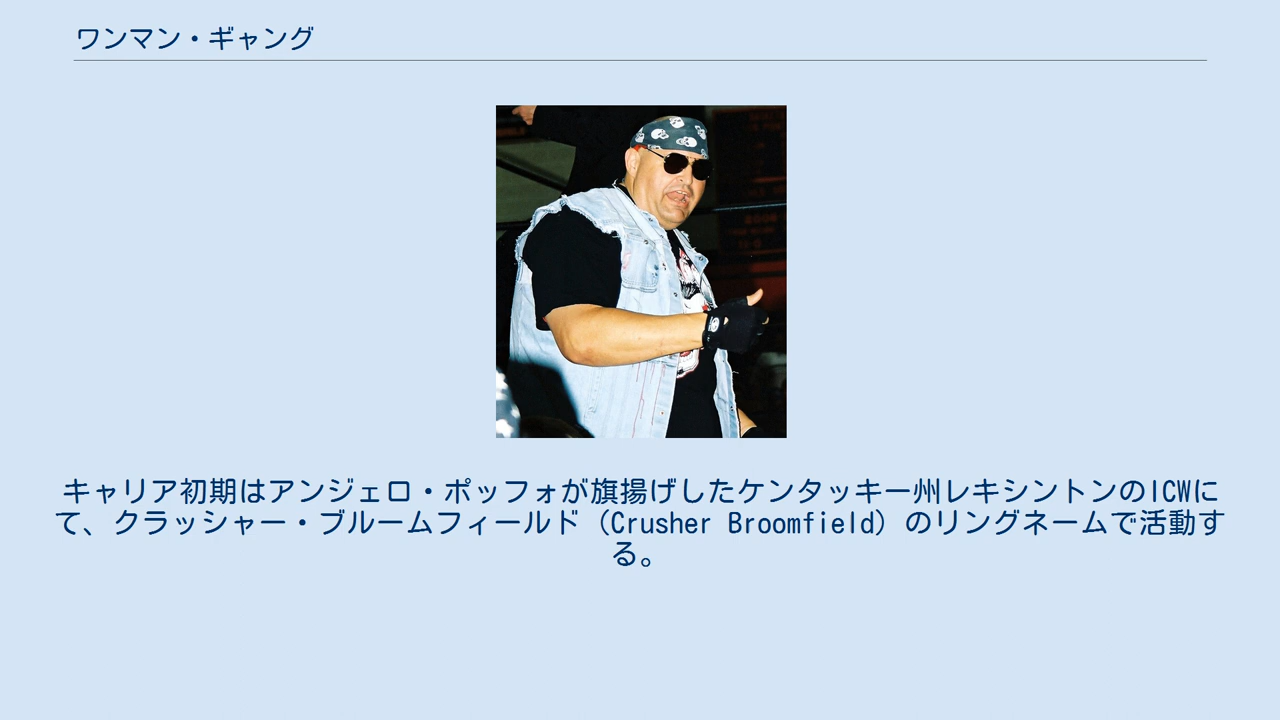 ワンマン・ギャング
キャリア初期はアンジェロ・ポッフォが旗揚げしたケンタッキー州レキシントンのICWに
て、クラッシャー・ブルームフィールド（Crusher Broomfield）のリングネームで活動す
る。